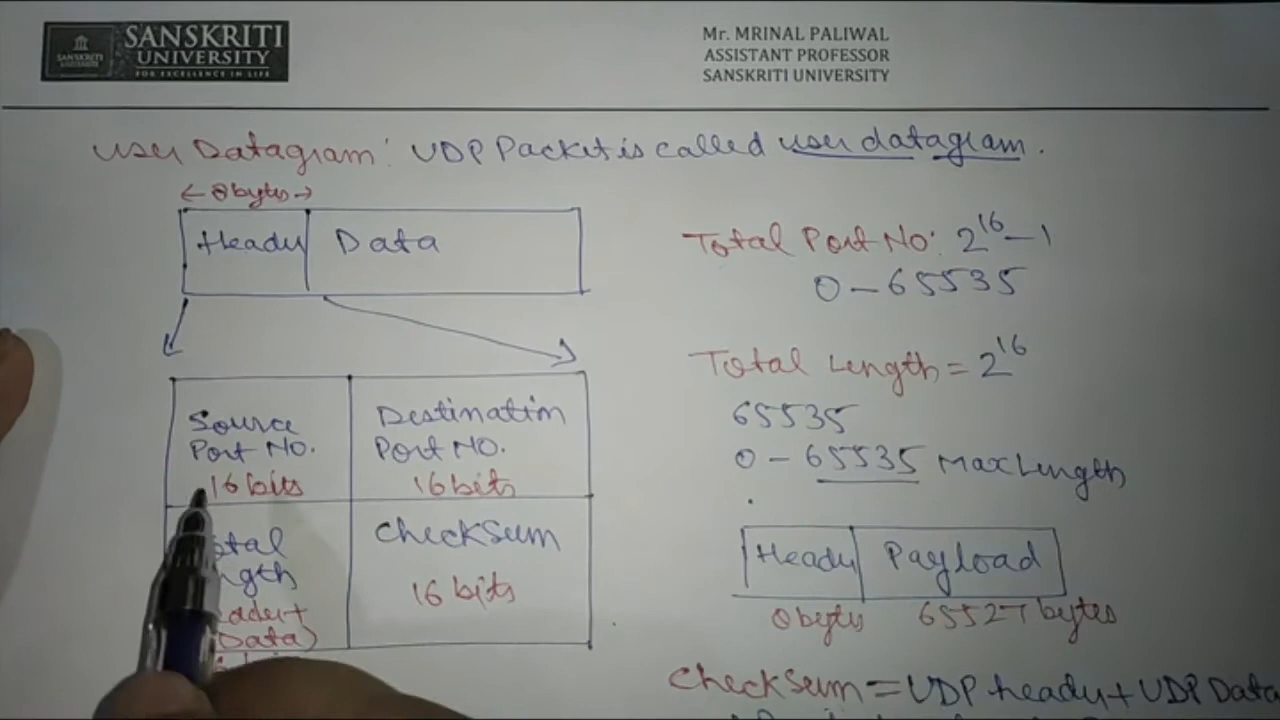 SANSKRITI
UNIVERSITY
FOR EXCELLENCE IN LIFE
SANSKRITI
UNIVERSITY
Mr. MRINAL PALIWAL
ASSISTANT PROFESSOR
SANSKRITI UNIVERSITY
User Datagram: UDP Packet is called user datagram.
8 bytes
Header Data
Source
Port No.
16 bits
Destination
Port No.
16 bits
Data)
Checksum
16 bits
Total Port No: 2^16-1
0-65535
Total Length = 2^16
65535
0-65535 Max Length
Header Payload
8 bytes 65527 bytes
Checksum = UDP header + UDP Data